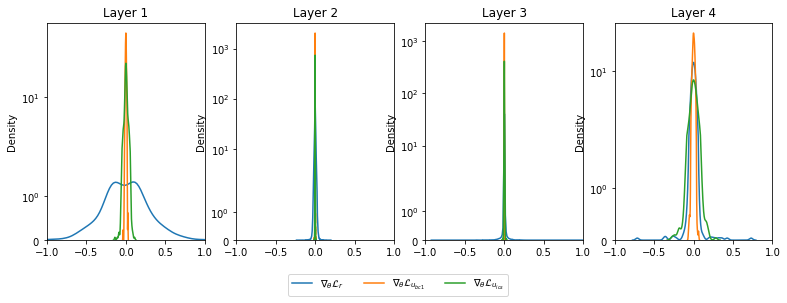 Layer 1 Layer 2 Layer 3 Layer 4
Density Density Density Density
10¹ 10⁰ 0
10³ 10² 10¹ 10⁰ 0
10³ 10² 10¹ 10⁰ 0
10¹ 10⁰ 0
−1.0 −0.5 0.0 0.5 1.0 −1.0 −0.5 0.0 0.5 1.0 −1.0 −0.5 0.0 0.5 1.0 −1.0 −0.5 0.0 0.5 1.0
∇θℒr ∇θℒu_bc1 ∇θℒu_ics